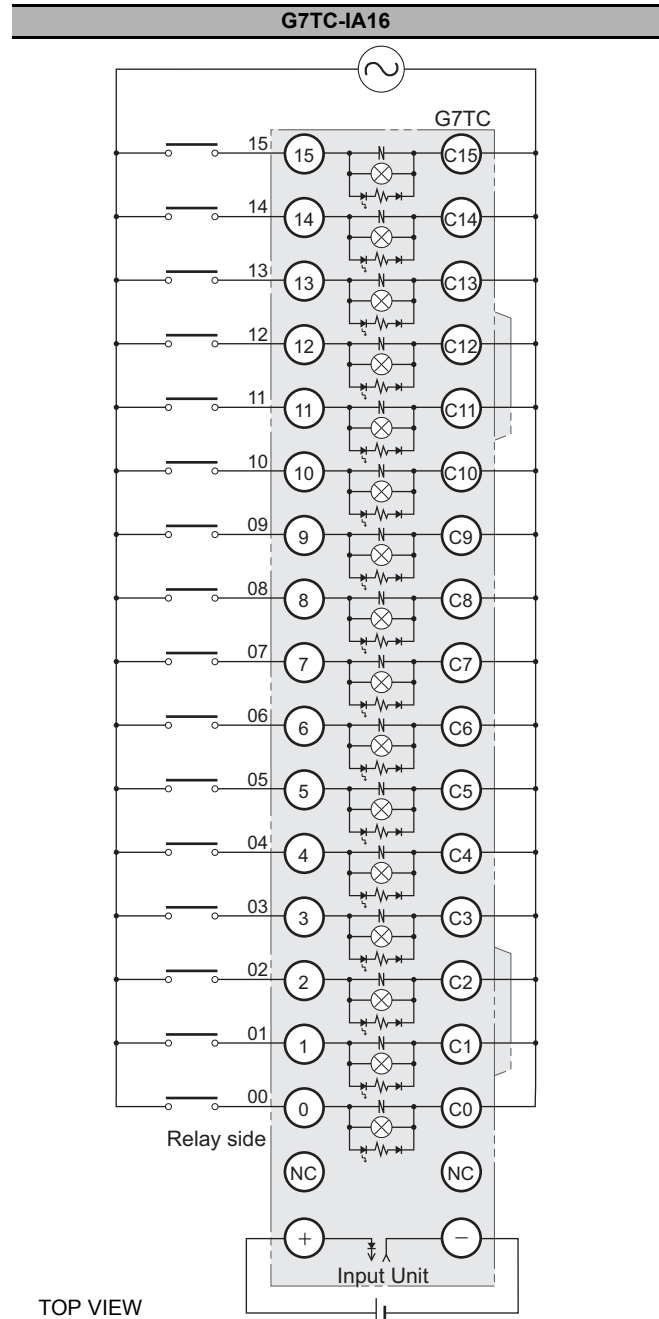 G7TC-IA16
G7TC
15 15 C15
14 14 C14
13 13 C13
12 12 C12
11 11 C11
10 10 C10
09 9 C9
08 8 C8
07 7 C7
06 6 C6
05 5 C5
04 4 C4
03 3 C3
02 2 C2
01 1 C1
00 0 C0
Relay side
NC NC
+ −
Input Unit
TOP VIEW